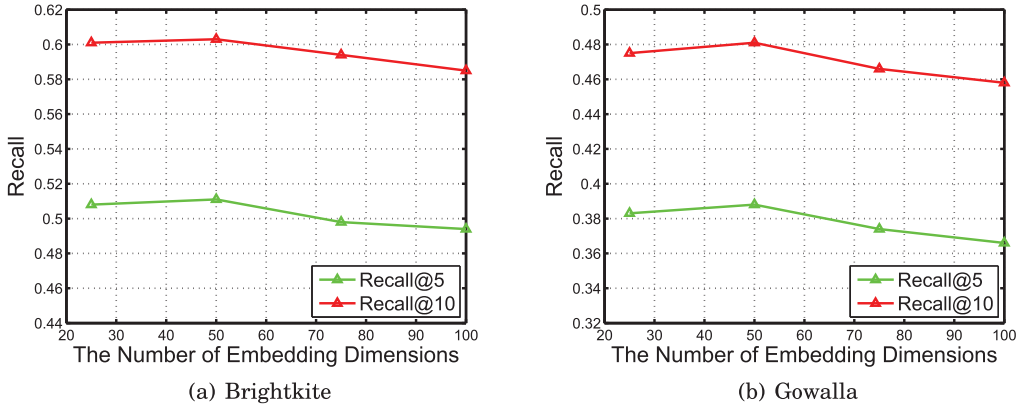 0.62
0.6
0.58
0.56
0.54
0.52
0.5
0.48
0.46
0.44
Recall
20 30 40 50 60 70 80 90 100
The Number of Embedding Dimensions
Recall@5
Recall@10
(a) Brightkite
0.5
0.48
0.46
0.44
0.42
0.4
0.38
0.36
0.34
0.32
Recall
20 30 40 50 60 70 80 90 100
The Number of Embedding Dimensions
Recall@5
Recall@10
(b) Gowalla